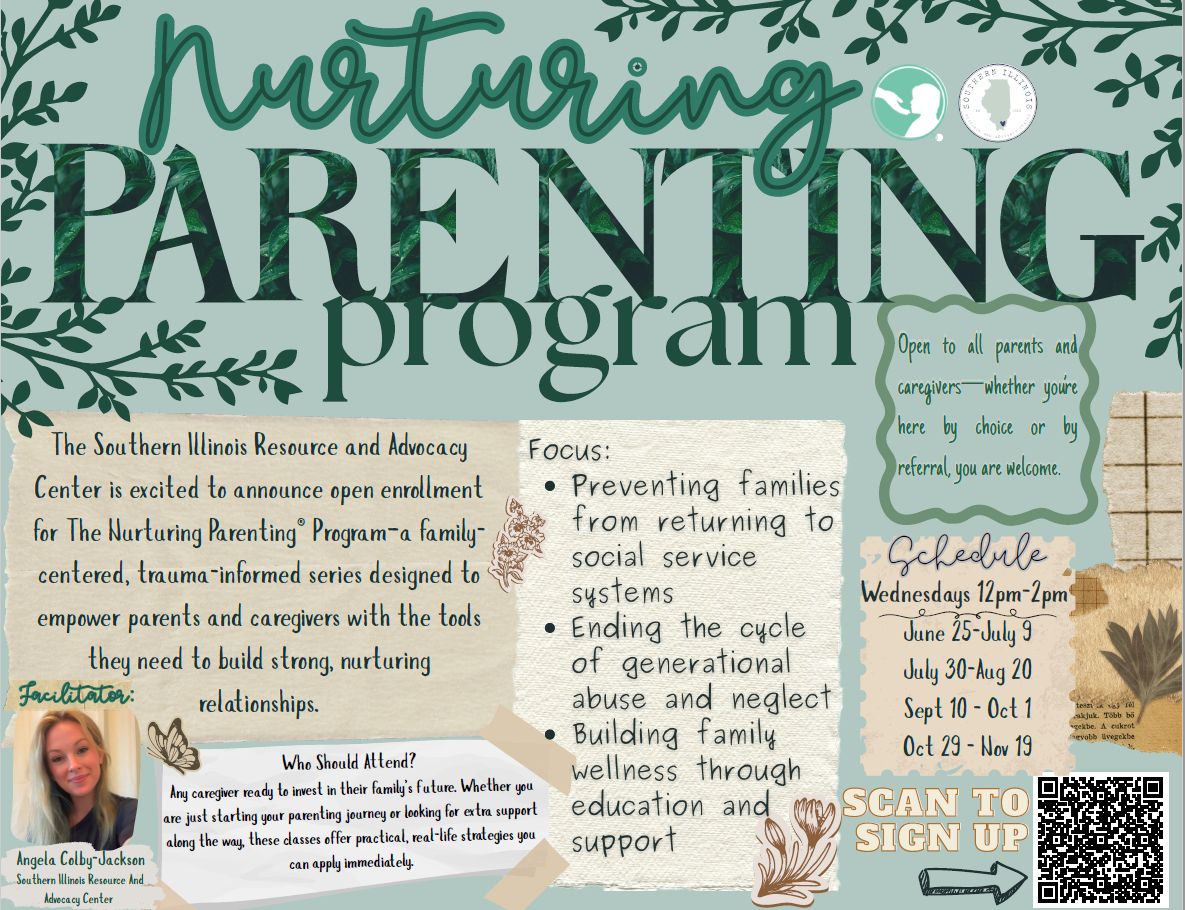 Nurturing
SOUTHERN ILLINOIS
PARENTING
program
Open to all parents and
caregivers—whether you're
here by choice or by
referral, you are welcome.
The Southern Illinois Resource and Advocacy
Center is excited to announce open enrollment
for The Nurturing Parenting® Program-a family-
centered, trauma-informed series designed to
empower parents and caregivers with the tools
they need to build strong, nurturing
relationships.
Focus:
• Preventing families
from returning to
social service
systems
• Ending the cycle
of generational
abuse and neglect
• Building family
wellness through
education and
support
Schedule
Wednesdays 12pm-2pm
June 25-July 9
July 30-Aug 20
Sept 10 - Oct 1
Oct 29 - Nov 19
Facilitator:
Angela Colby-Jackson
Southern Illinois Resource And
Advocacy Center
Who Should Attend?
Any caregiver ready to invest in their family's future. Whether you
are just starting your parenting journey or looking for extra support
along the way, these classes offer practical, real-life strategies you
can apply immediately.
SCAN TO
SIGN UP